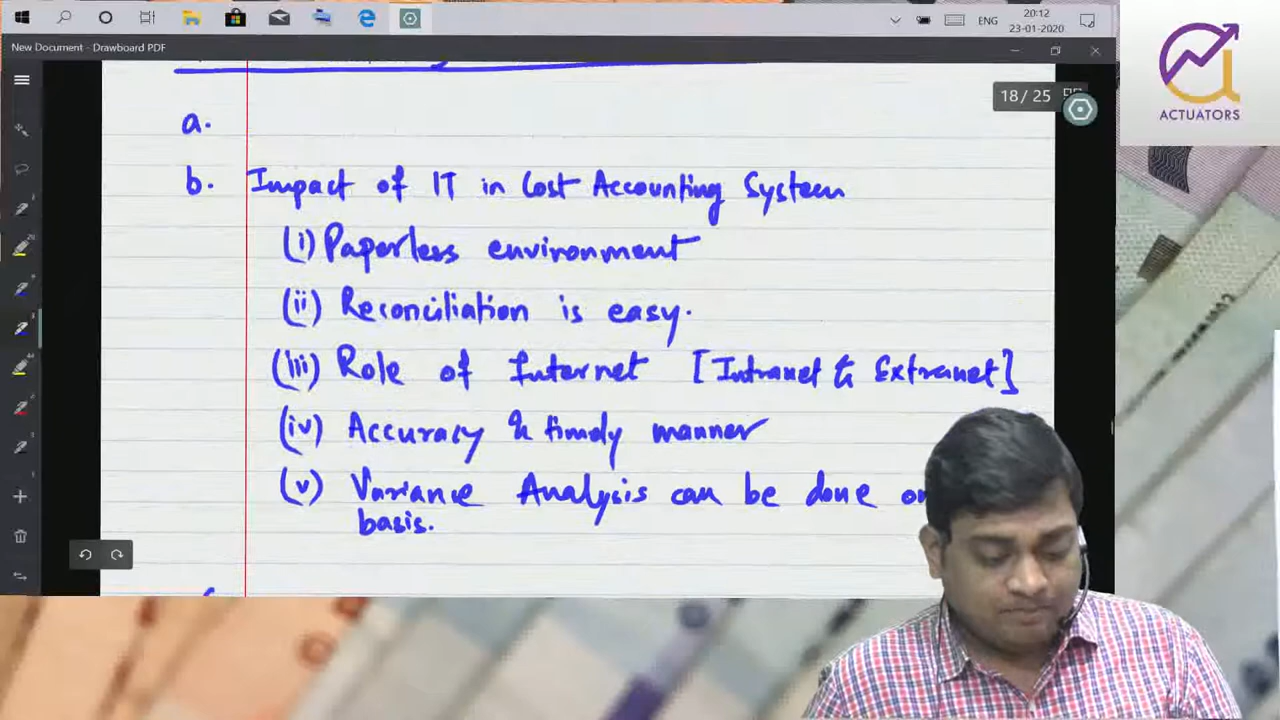 20:12
ENG
23-01-2020
New Document - Drawboard PDF
18 / 25
ACTUATORS
a.
b. Impact of IT in Cost Accounting System
(i) Paperless environment
(ii) Reconciliation is easy.
(iii) Role of Internet [Intranet & Extranet]
(iv) Accuracy & timely manner
(v) Variance Analysis can be done
basis.